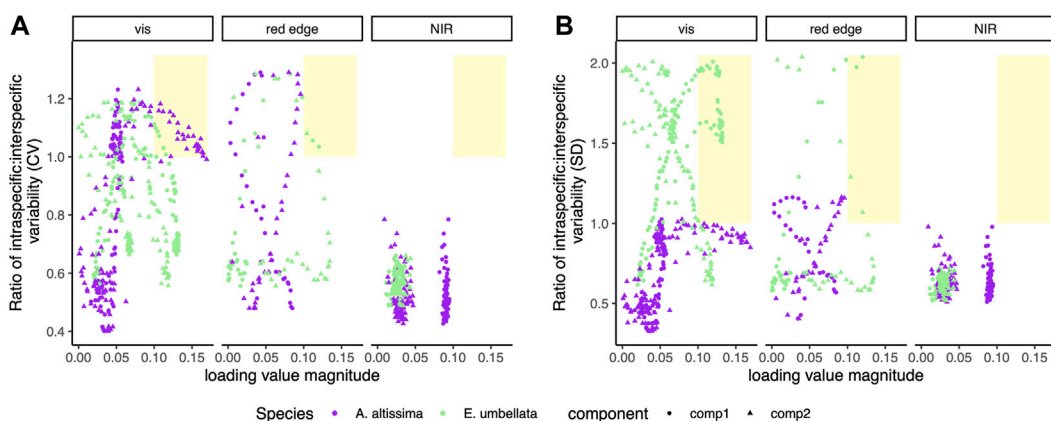 A
vis
red edge
NIR
Ratio of intraspecific:interspecific
variability (CV)
1.2
1.0
0.8
0.6
0.4
0.00 0.05 0.10 0.15
0.00 0.05 0.10 0.15
0.00 0.05 0.10 0.15
loading value magnitude
B
vis
red edge
NIR
Ratio of intraspecific:interspecific
variability (SD)
2.0
1.5
1.0
0.5
0.00 0.05 0.10 0.15
0.00 0.05 0.10 0.15
0.00 0.05 0.10 0.15
loading value magnitude
Species A. altissima E. umbellata component comp1 comp2